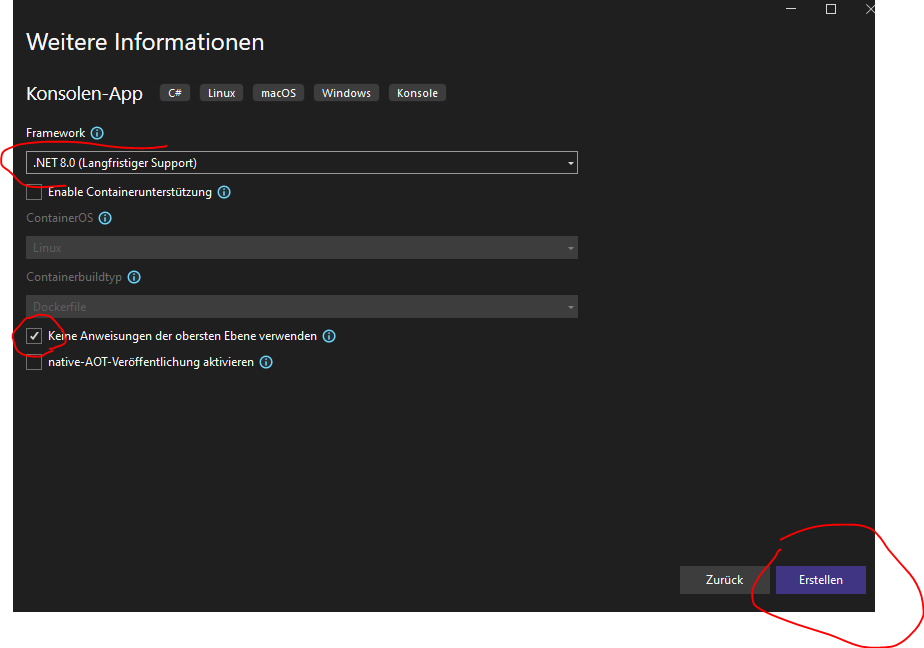 Weitere Informationen
Konsolen-App C# Linux macOS Windows Konsole
Framework
.NET 8.0 (Langfristiger Support)
Enable Containerunterstützung
ContainerOS
Linux
Containerbuildtyp
Dockerfile
Keine Anweisungen der obersten Ebene verwenden
native-AOT-Veröffentlichung aktivieren
Zurück Erstellen